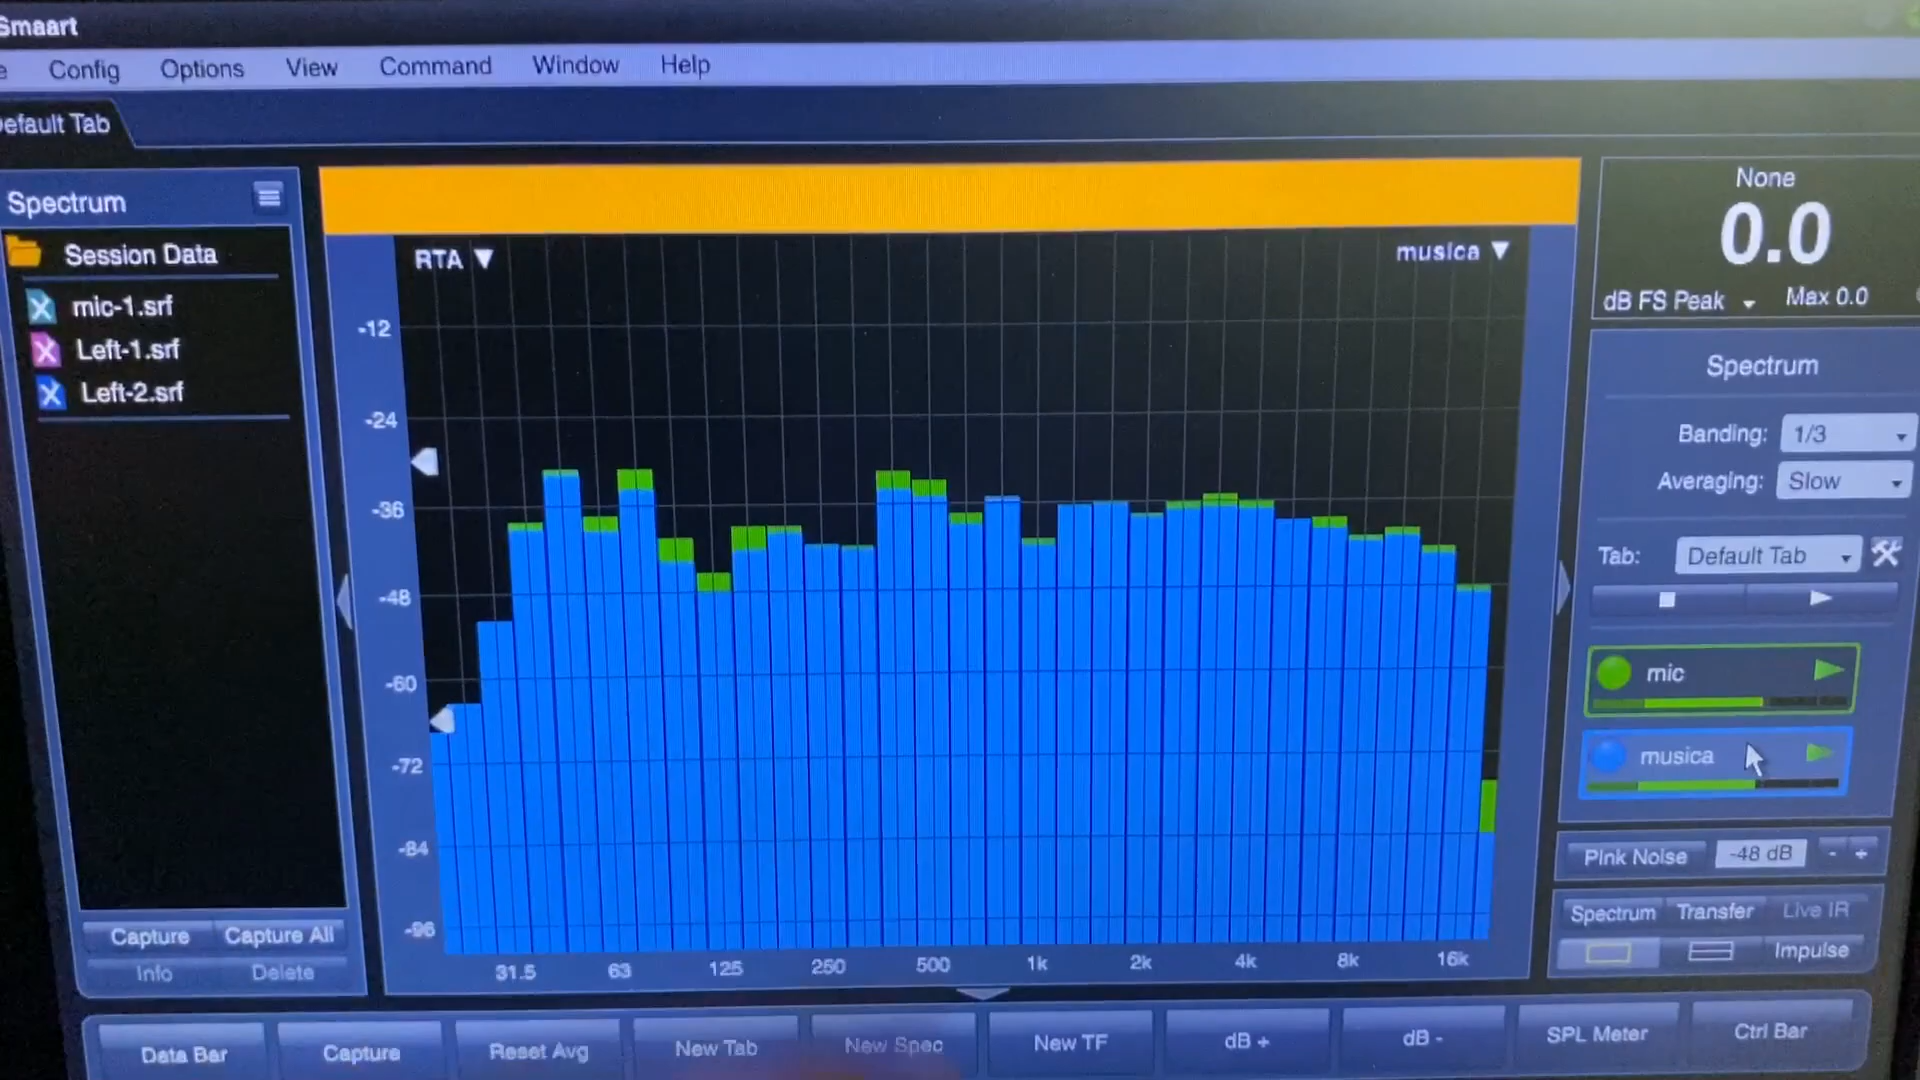 Smaart
e Config Options View Command Window Help
Default Tab
Spectrum
Session Data
mic-1.srf
Left-1.srf
Left-2.srf
Capture Capture All
Info Delete
RTA musica
-12
-24
-36
-48
-60
-72
-84
-96
31.5 63 125 250 500 1k 2k 4k 8k 16k
None
0.0
dB FS Peak Max 0.0
Spectrum
Banding: 1/3
Averaging: Slow
Tab: Default Tab
mic
musica
Pink Noise -48 dB - +
Spectrum Transfer Live IR
Impulse
Data Bar Capture Reset Avg New Tab New Spec New TF dB + dB - SPL Meter Ctrl Bar